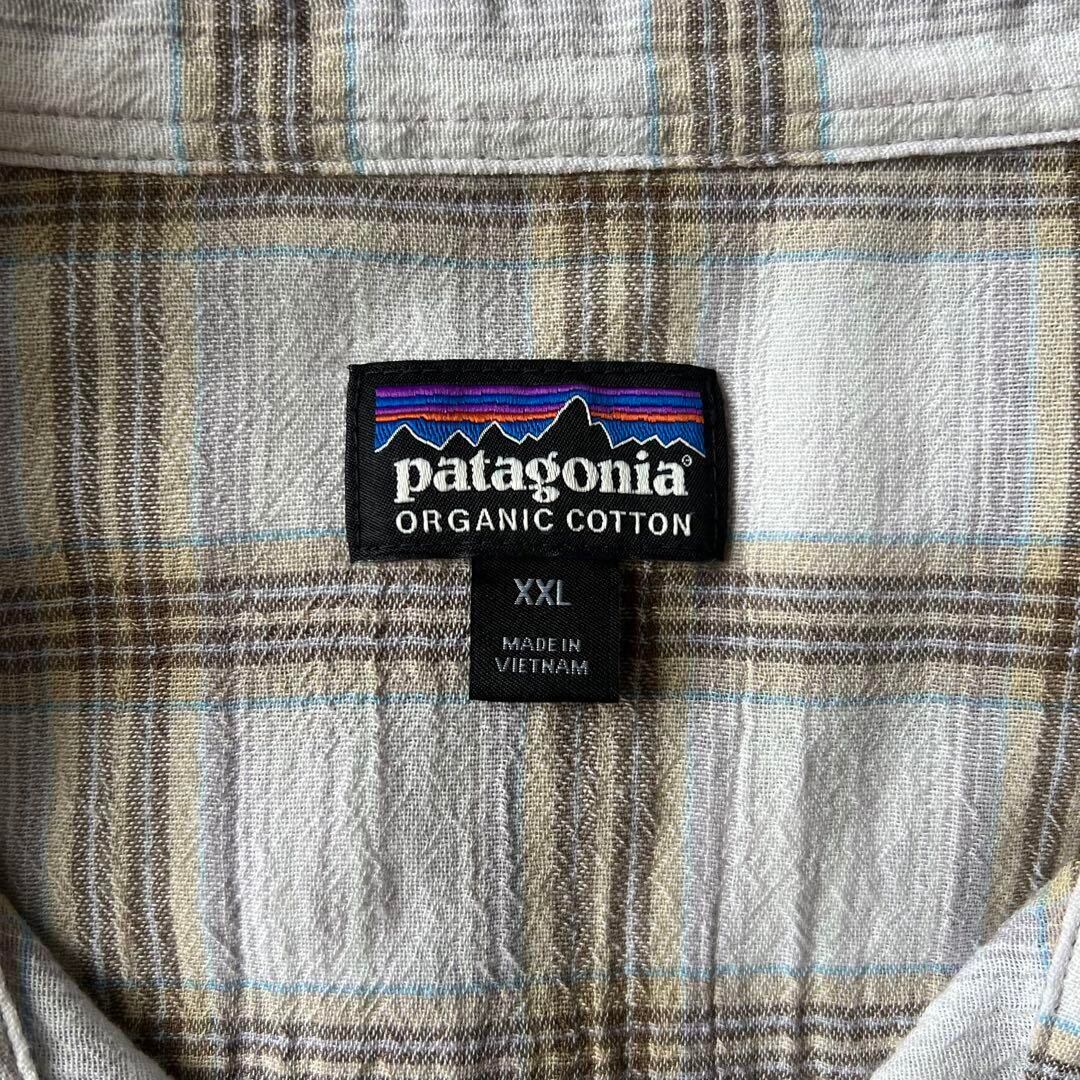 patagonia®
ORGANIC COTTON
XXL
MADE IN
VIETNAM